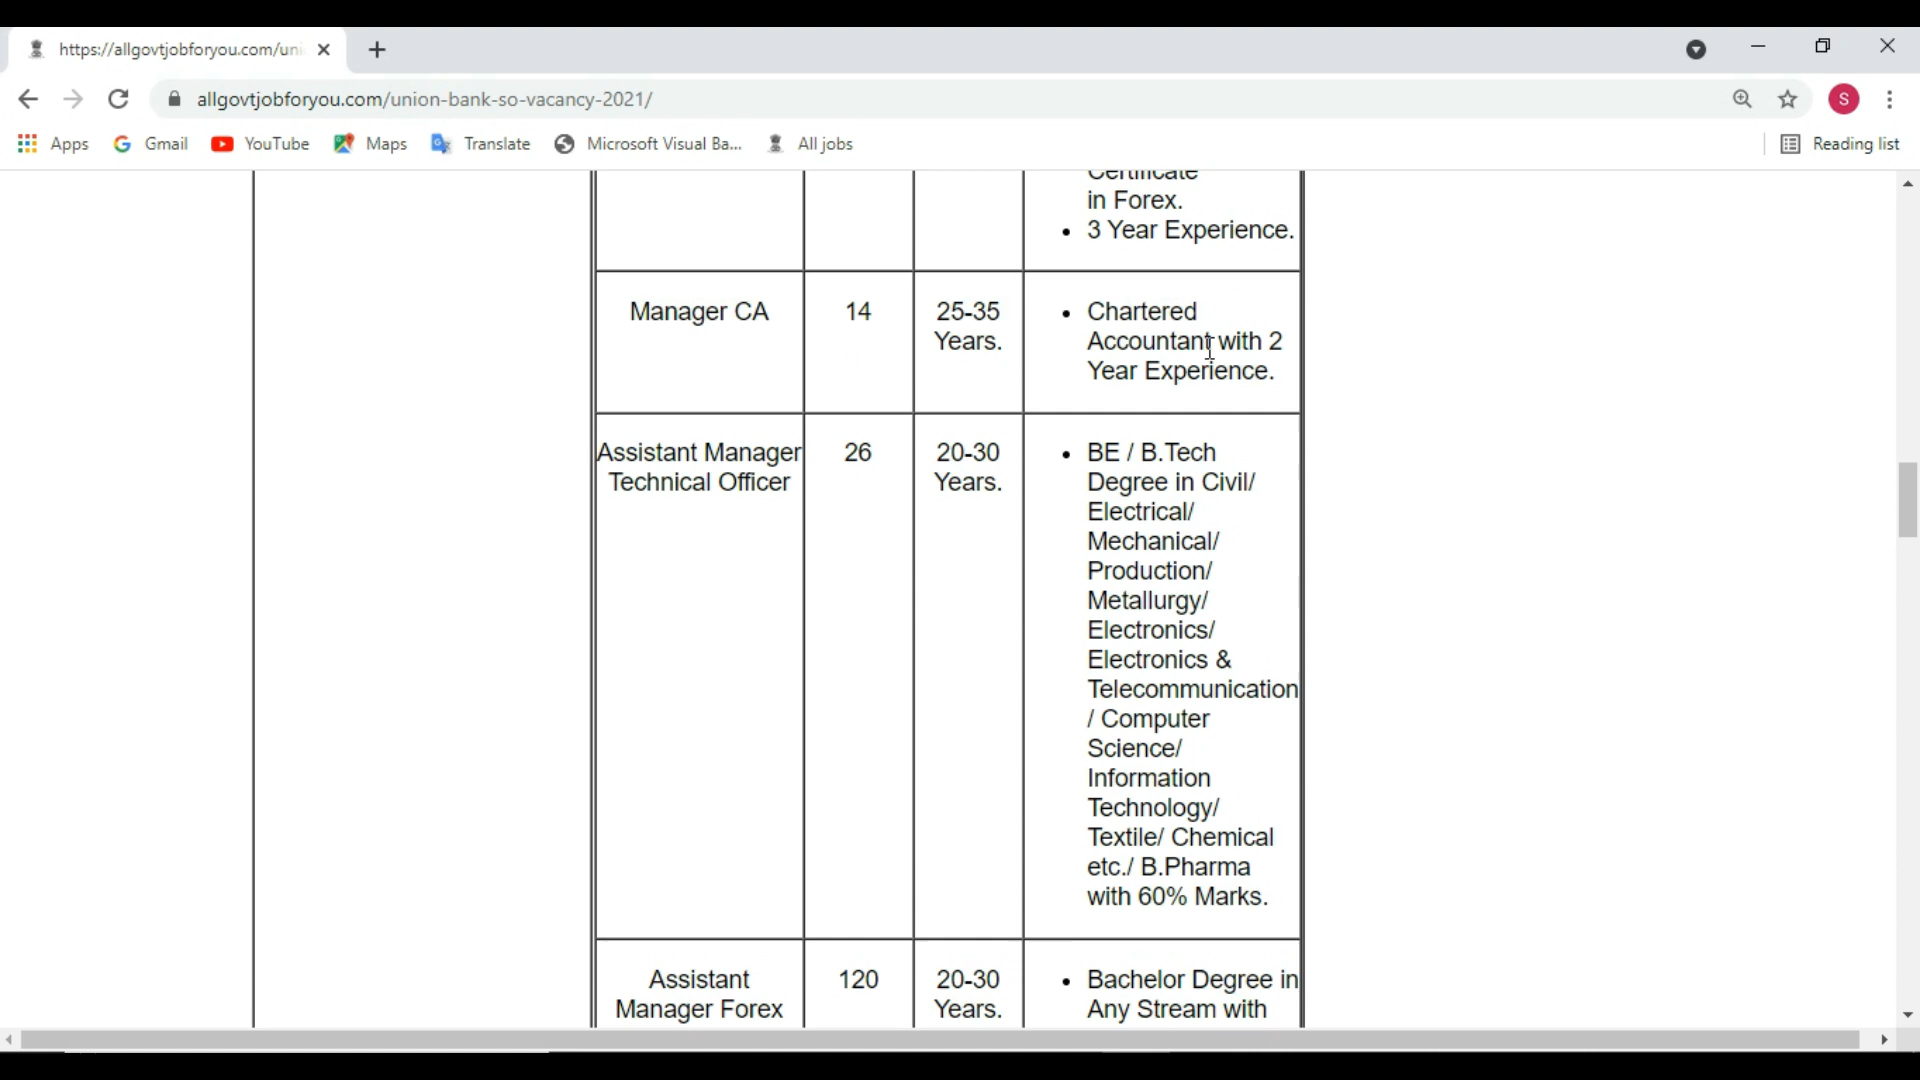 https://allgovtjobforyou.com/uni
allgovtjobforyou.com/union-bank-so-vacancy-2021/
S
Apps
Gmail
YouTube
Maps
Translate
Microsoft Visual Ba...
All jobs
Reading list
Certificate
in Forex.
• 3 Year Experience.
Manager CA
14
25-35
Years.
• Chartered
Accountant with 2
Year Experience.
Assistant Manager
Technical Officer
26
20-30
Years.
• BE / B.Tech
Degree in Civil/
Electrical/
Mechanical/
Production/
Metallurgy/
Electronics/
Electronics &
Telecommunication
/ Computer
Science/
Information
Technology/
Textile/ Chemical
etc./ B.Pharma
with 60% Marks.
Assistant
Manager Forex
120
20-30
Years.
• Bachelor Degree in
Any Stream with